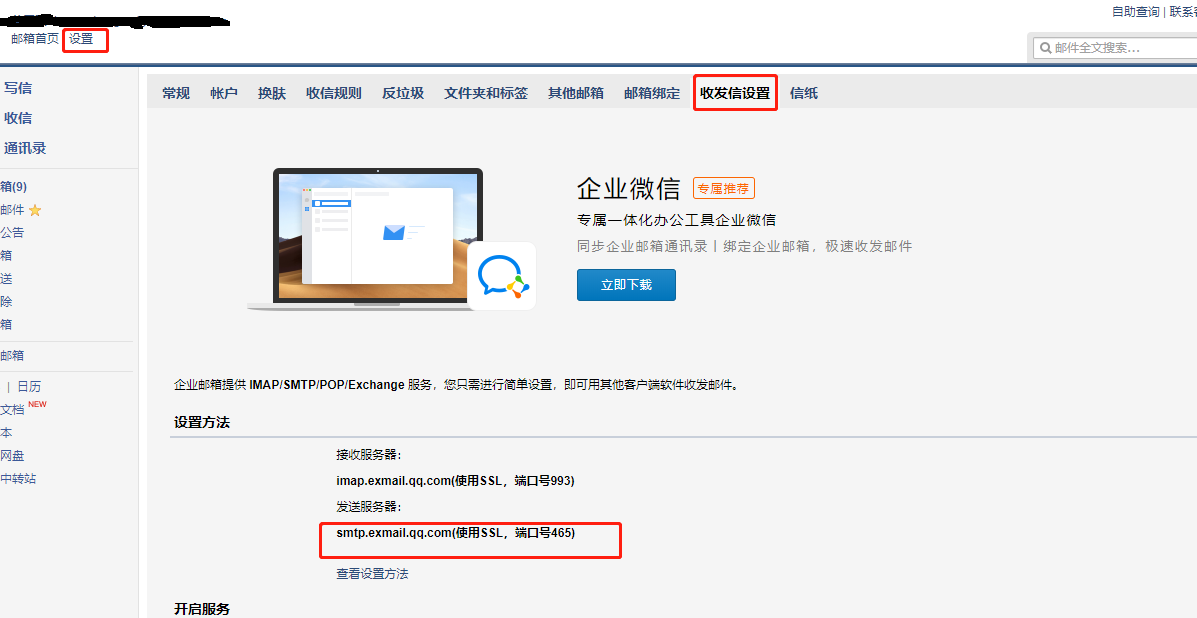 自助查询 | 联系客
邮箱首页 设置
邮件全文搜索...
写信
收信
通讯录
箱(9)
邮件
公告
箱
送
除
箱
邮箱
| 日历
文档 NEW
本
网盘
中转站
常规 帐户 换肤 收信规则 反垃圾 文件夹和标签 其他邮箱 邮箱绑定 收发信设置 信纸
企业微信 专属推荐
专属一体化办公工具企业微信
同步企业邮箱通讯录丨绑定企业邮箱，极速收发邮件
立即下载
企业邮箱提供 IMAP/SMTP/POP/Exchange 服务，您只需进行简单设置，即可用其他客户端软件收发邮件。
设置方法
接收服务器：
imap.exmail.qq.com(使用SSL，端口号993)
发送服务器：
smtp.exmail.qq.com(使用SSL，端口号465)
查看设置方法
开启服务